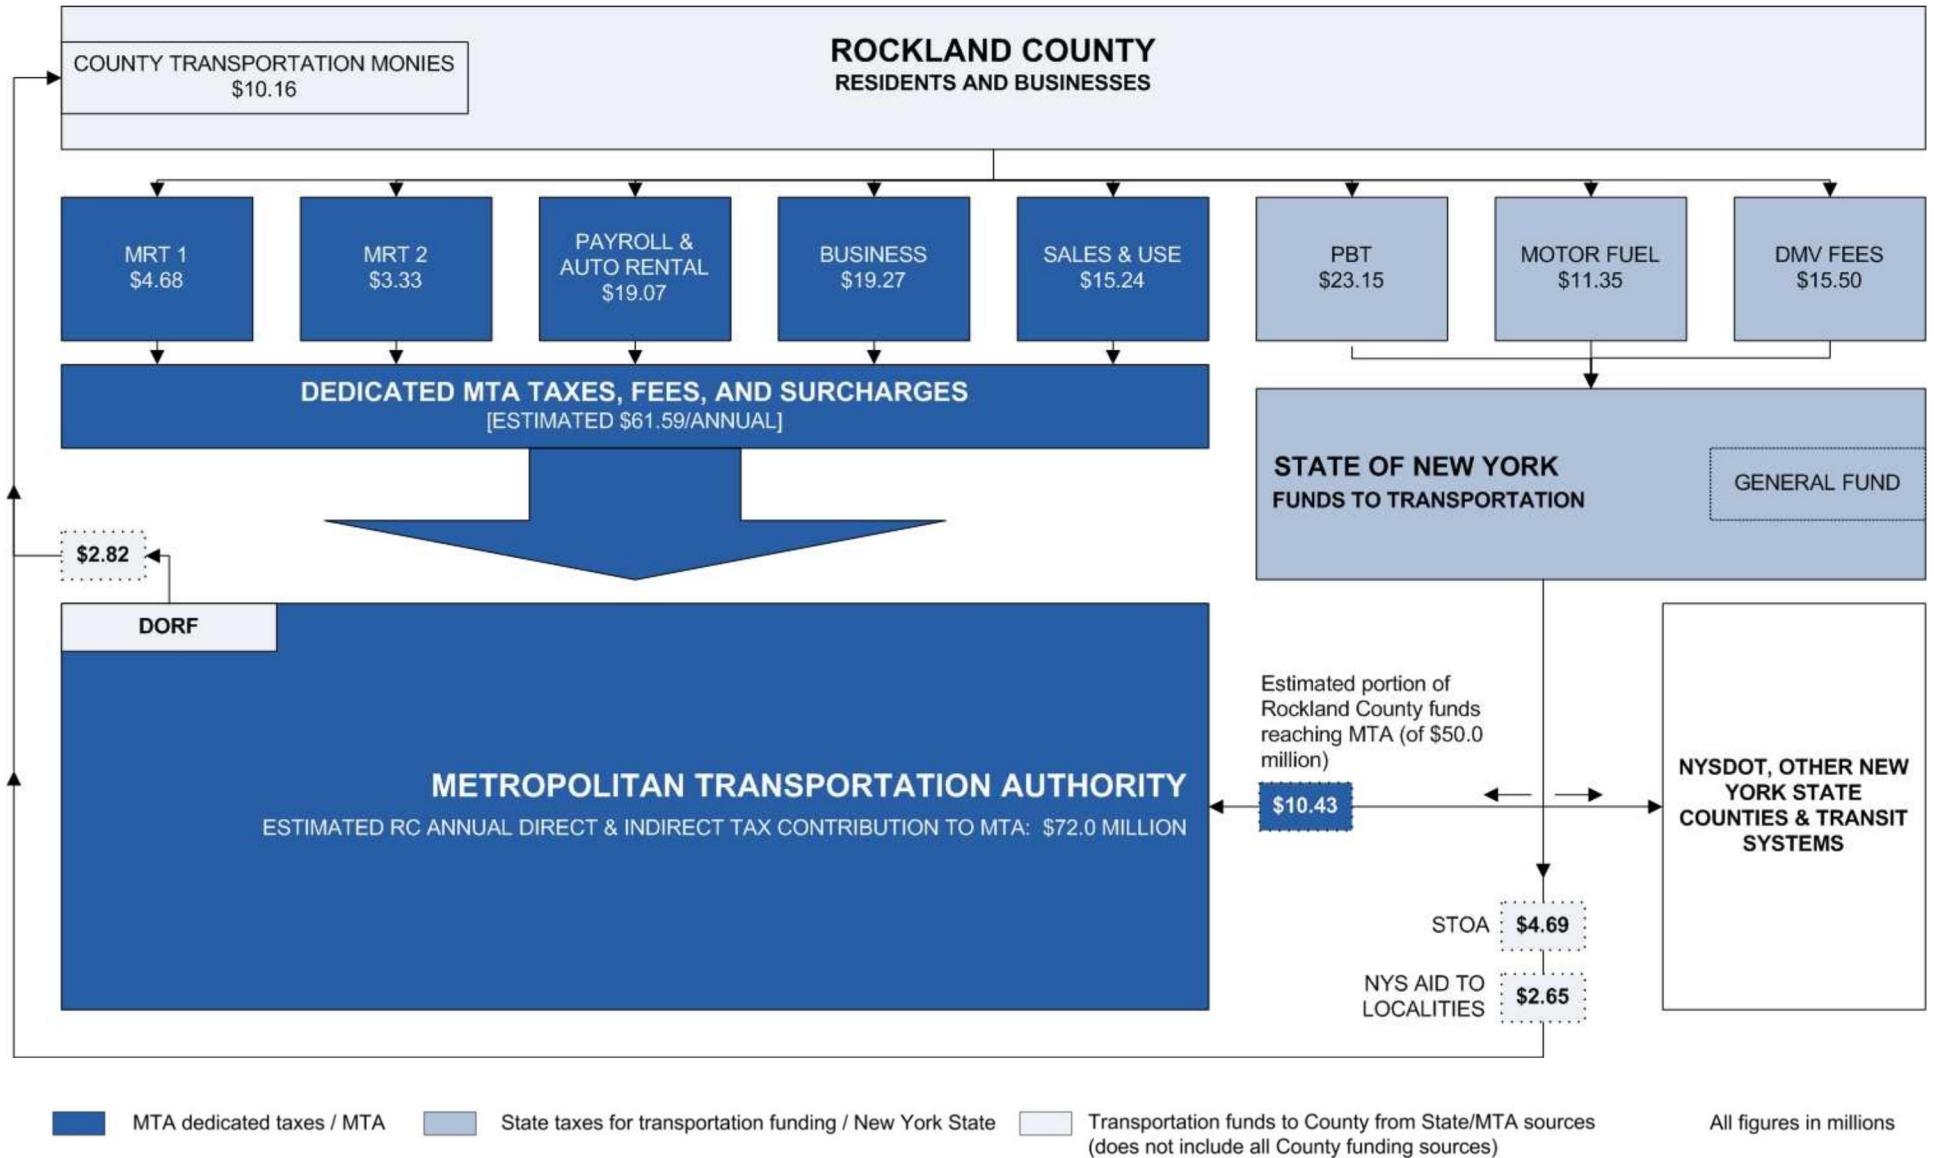 ROCKLAND COUNTY
RESIDENTS AND BUSINESSES
COUNTY TRANSPORTATION MONIES
$10.16
MRT 1
$4.68
MRT 2
$3.33
PAYROLL &
AUTO RENTAL
$19.07
BUSINESS
$19.27
SALES & USE
$15.24
PBT
$23.15
MOTOR FUEL
$11.35
DMV FEES
$15.50
DEDICATED MTA TAXES, FEES, AND SURCHARGES
[ESTIMATED $61.59/ANNUAL]
STATE OF NEW YORK
FUNDS TO TRANSPORTATION
GENERAL FUND
$2.82
DORF
METROPOLITAN TRANSPORTATION AUTHORITY
ESTIMATED RC ANNUAL DIRECT & INDIRECT TAX CONTRIBUTION TO MTA: $72.0 MILLION
Estimated portion of
Rockland County funds
reaching MTA (of $50.0
million)
$10.43
NYSDOT, OTHER NEW
YORK STATE
COUNTIES & TRANSIT
SYSTEMS
STOA
$4.69
NYS AID TO
LOCALITIES
$2.65
MTA dedicated taxes / MTA
State taxes for transportation funding / New York State
Transportation funds to County from State/MTA sources
(does not include all County funding sources)
All figures in millions